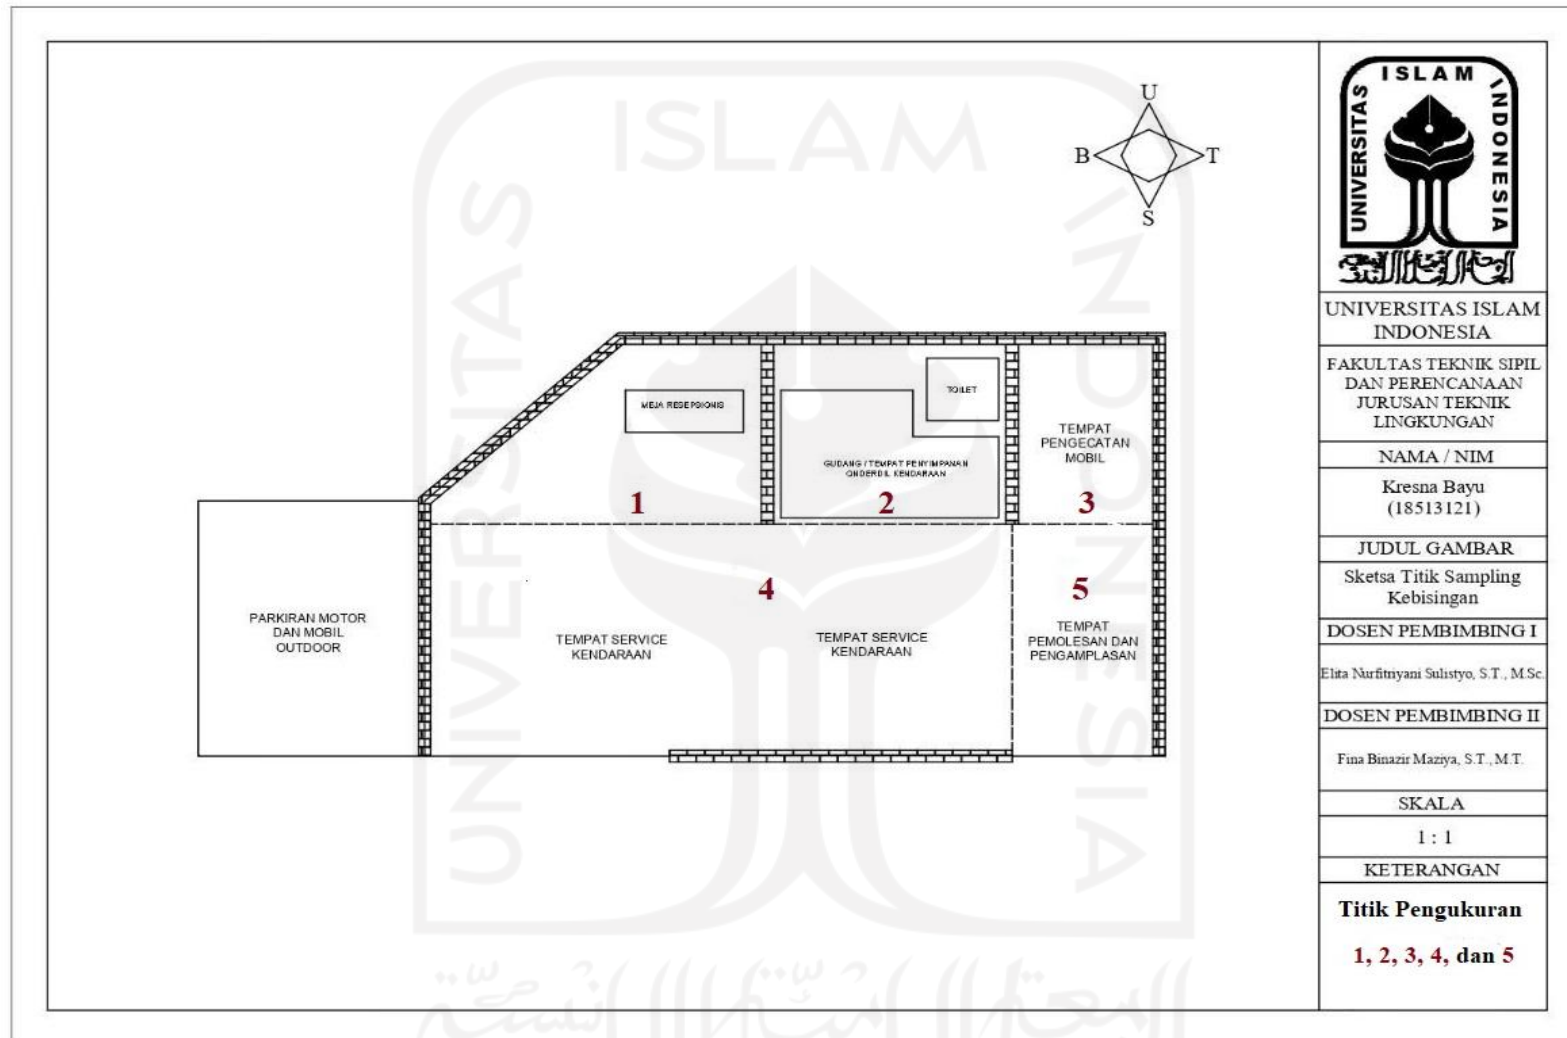 U
B
T
S
MEJA RESEPSIONIS
TOILET
GUDANG / TEMPAT PENYIMPANAN
ONDERDIL KENDARAAN
TEMPAT
PENGECATAN
MOBIL
1
2
3
4
5
PARKIRAN MOTOR
DAN MOBIL
OUTDOOR
TEMPAT SERVICE
KENDARAAN
TEMPAT SERVICE
KENDARAAN
TEMPAT
PEMOLESAN DAN
PENGAMPLASAN
UNIVERSITAS
ISLAM
INDONESIA
UNIVERSITAS
ISLAM
INDONESIA
UNIVERSITAS ISLAM
INDONESIA
FAKULTAS TEKNIK SIPIL
DAN PERENCANAAN
JURUSAN TEKNIK
LINGKUNGAN
NAMA / NIM
Kresna Bayu
(18513121)
JUDUL GAMBAR
Sketsa Titik Sampling
Kebisingan
DOSEN PEMBIMBING I
Elita Nurfitriyani Sulistyo, S.T., M.Sc.
DOSEN PEMBIMBING II
Fina Binazir Maziya, S.T., M.T.
SKALA
1 : 1
KETERANGAN
Titik Pengukuran
1, 2, 3, 4, dan 5